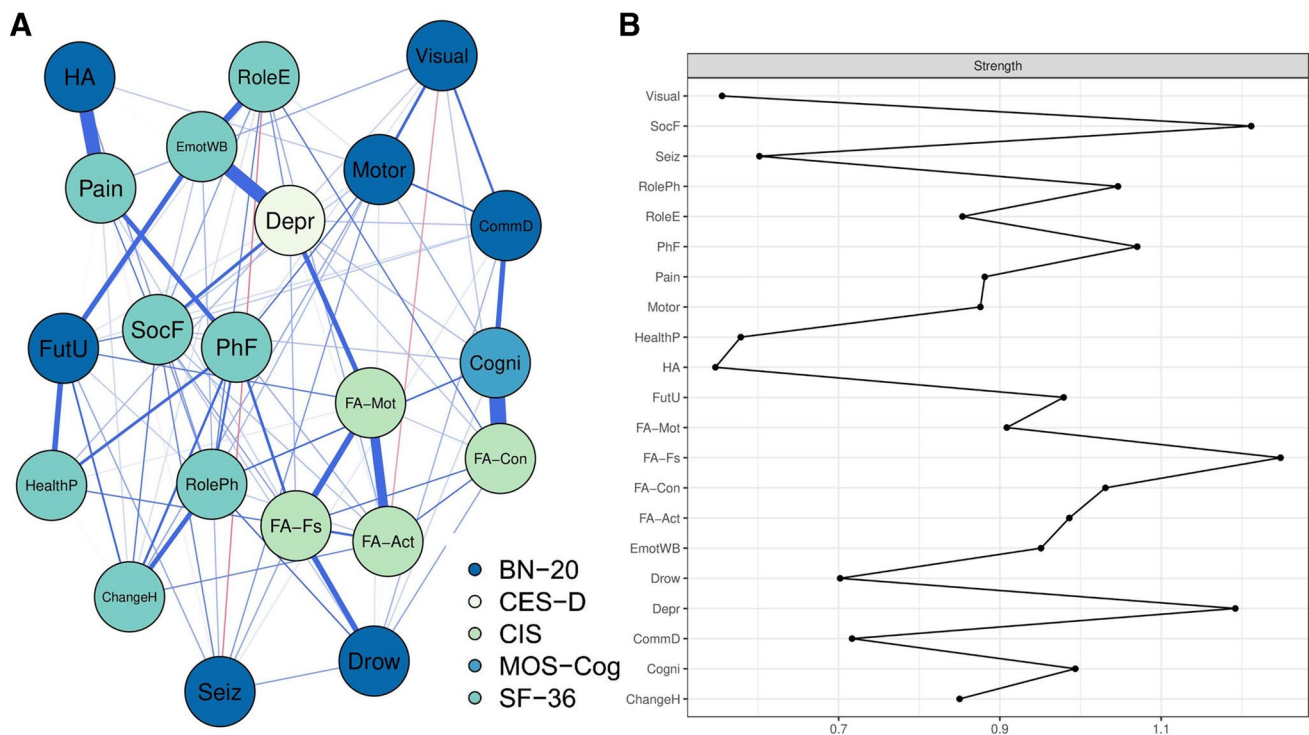 A
HA
RoleE
Visual
EmotWB
Pain
Motor
Depr
CommD
FutU
SocF
PhF
Cogni
FA-Mot
FA-Con
HealthP
RolePh
FA-Fs
FA-Act
ChangeH
Seiz
Drow
BN-20
CES-D
CIS
MOS-Cog
SF-36
B
Strength
Visual
SocF
Seiz
RolePh
RoleE
PhF
Pain
Motor
HealthP
HA
FutU
FA-Mot
FA-Fs
FA-Con
FA-Act
EmotWB
Drow
Depr
CommD
Cogni
ChangeH
0.7 0.9 1.1